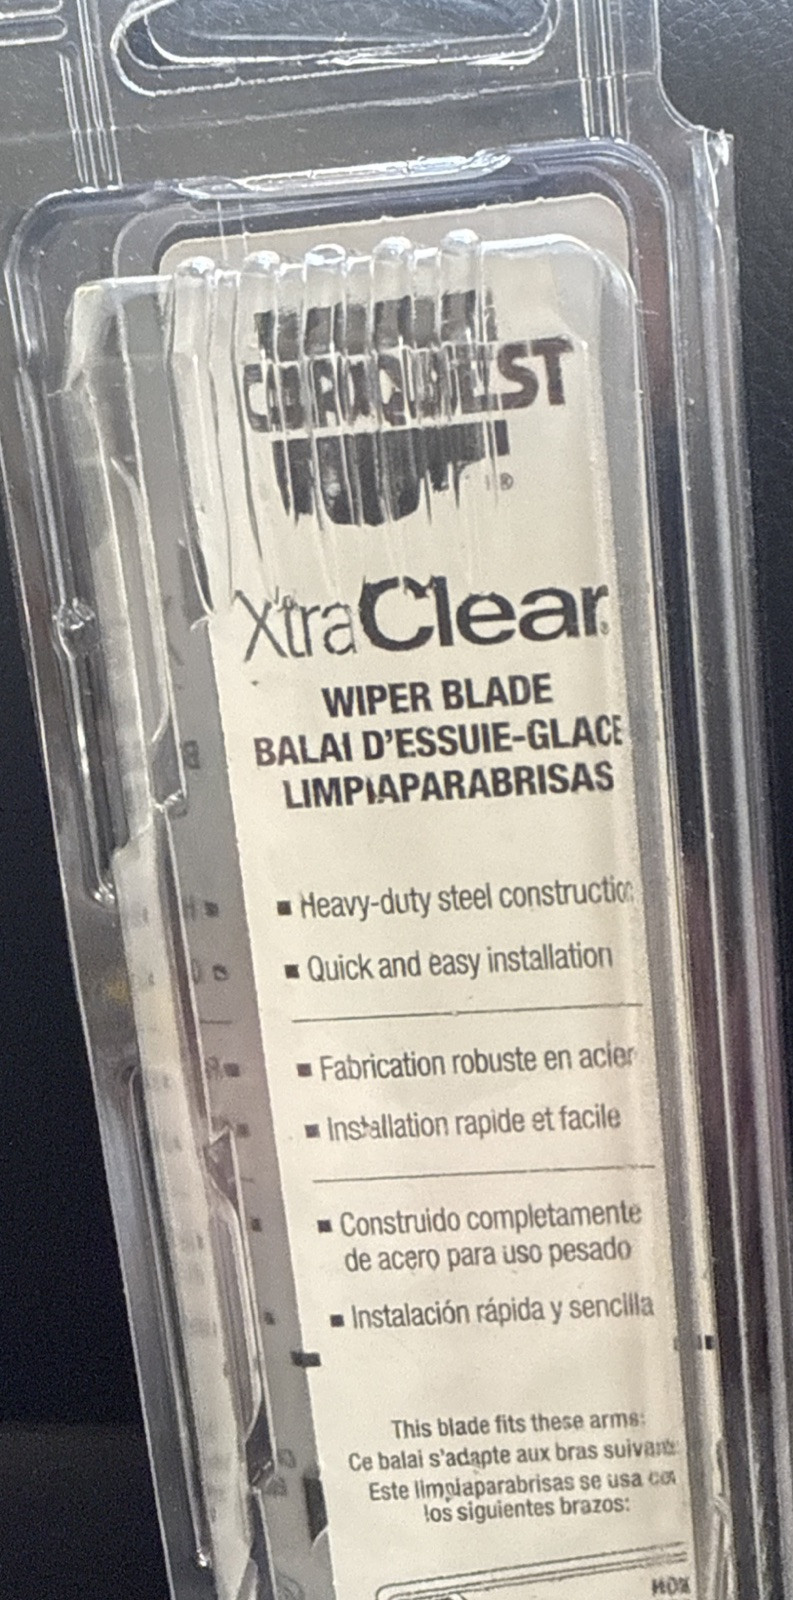 CARQUEST
®
XtraClear
WIPER BLADE
BALAI D'ESSUIE-GLACE
LIMPIAPARABRISAS
▪ Heavy-duty steel construction
▪ Quick and easy installation
▪ Fabrication robuste en acier
▪ Installation rapide et facile
▪ Construido completamente
de acero para uso pesado
▪ Instalación rápida y sencilla
This blade fits these arms:
Ce balai s'adapte aux bras suivants:
Este limpiaparabrisas se usa con
los siguientes brazos: